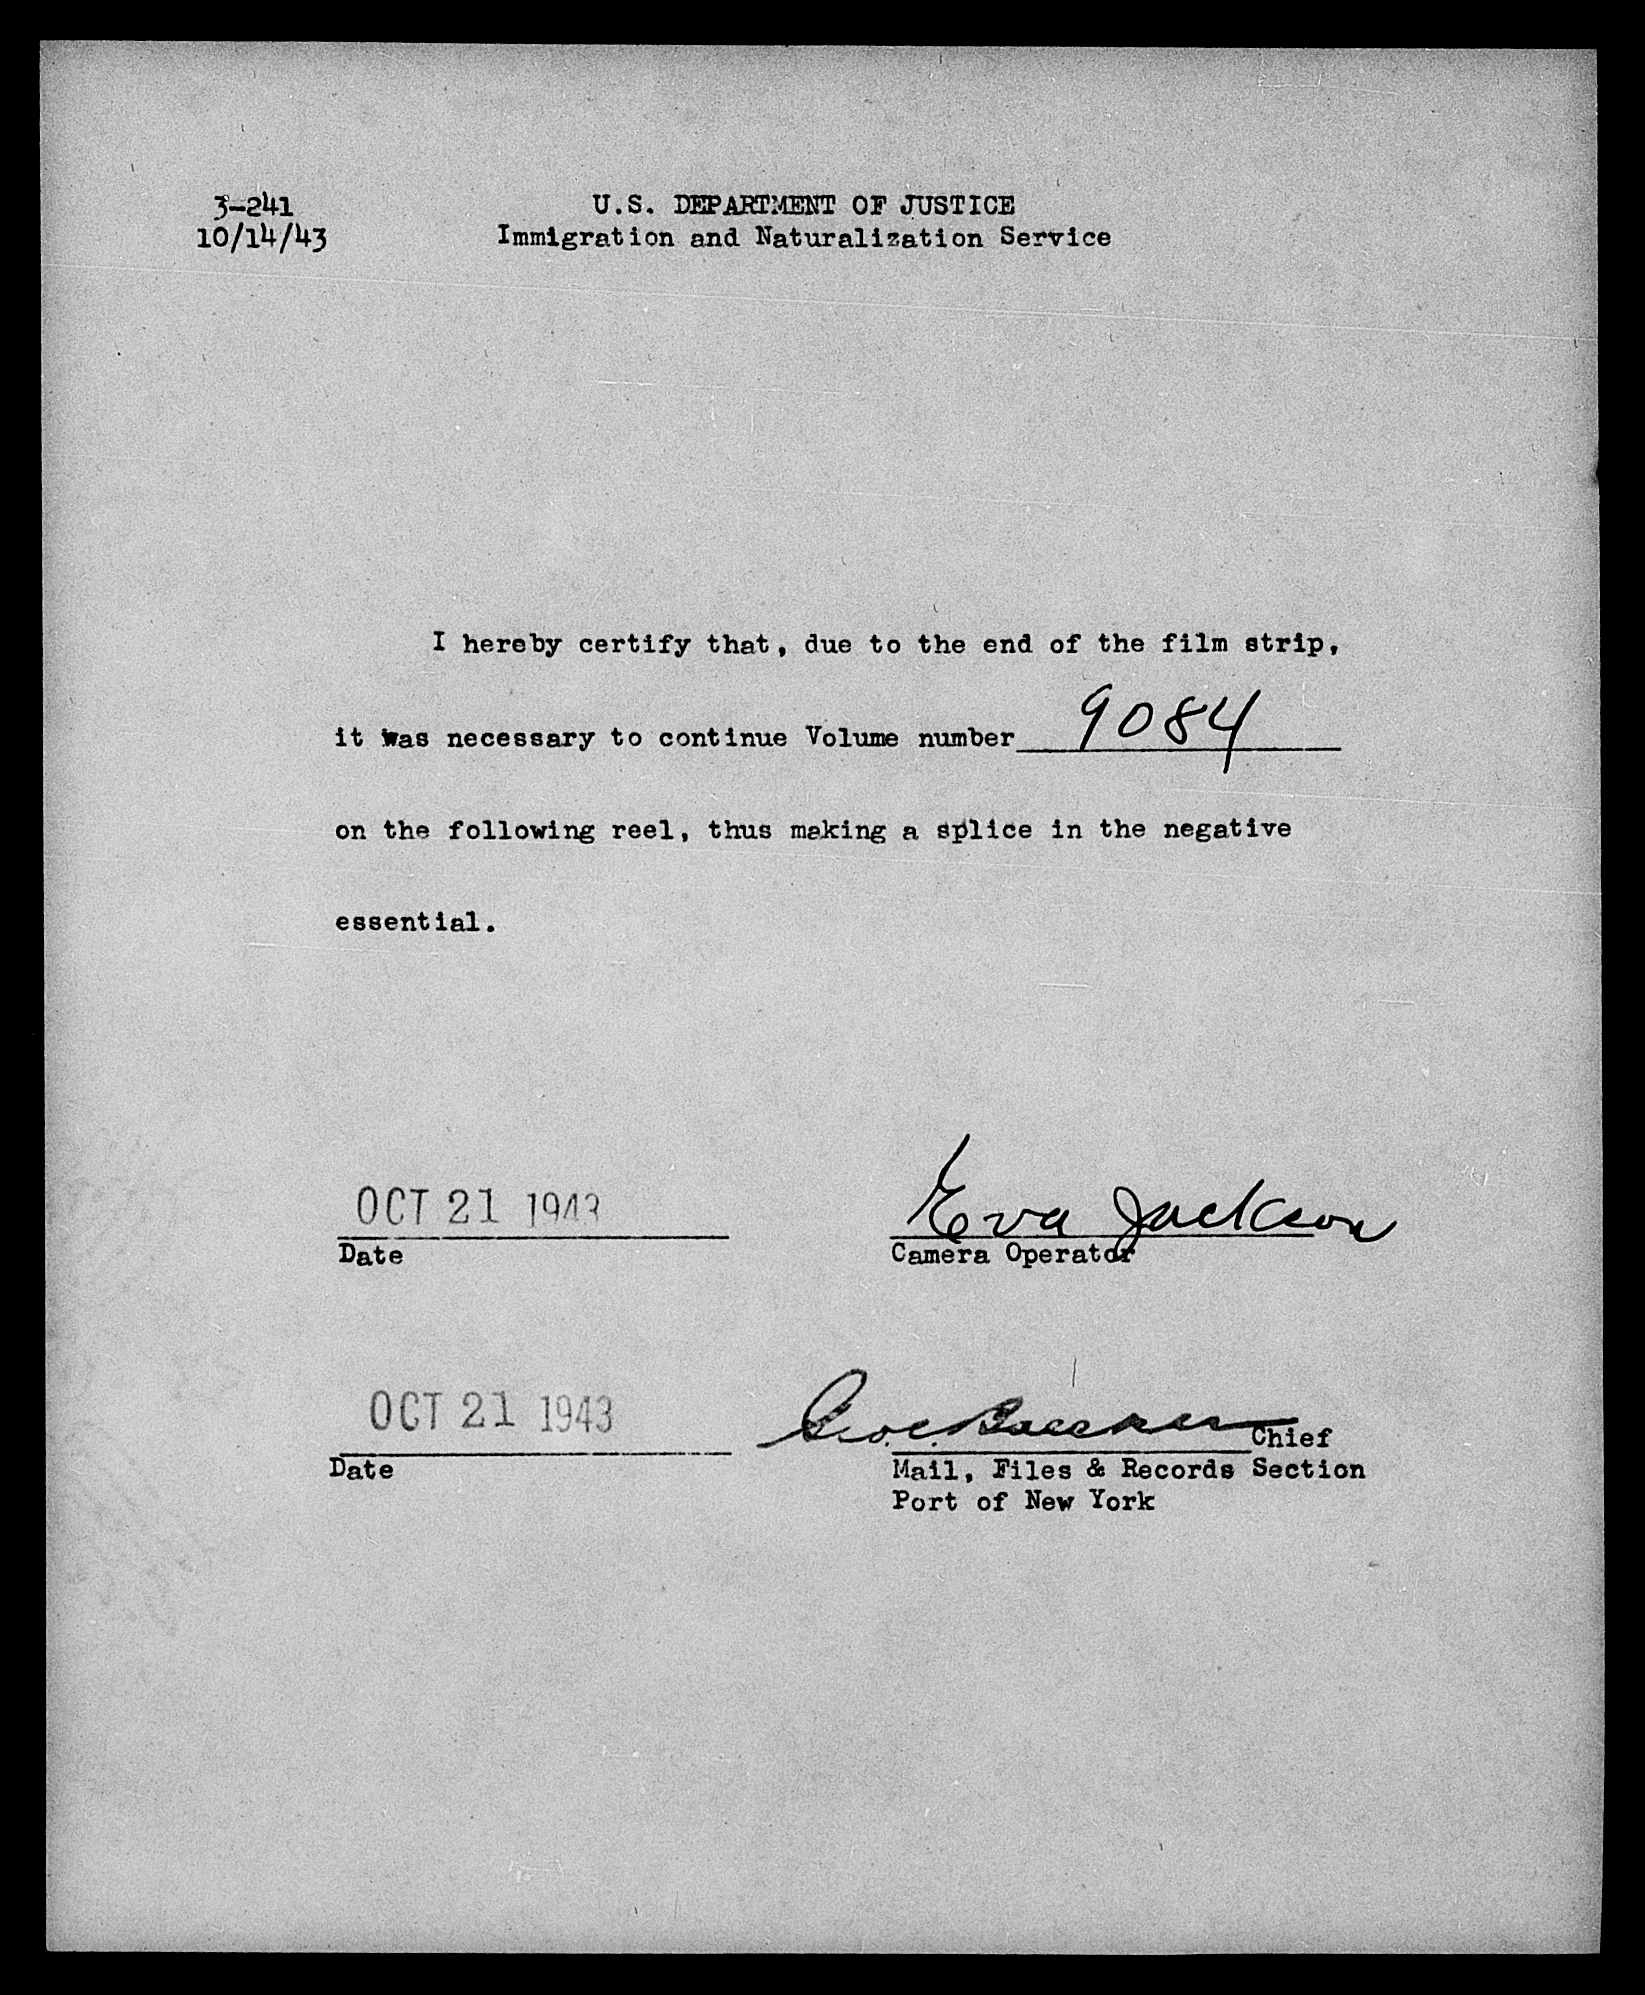 3-241
10/14/43
U.S. DEPARTMENT OF JUSTICE
Immigration and Naturalization Service
I hereby certify that, due to the end of the film strip,
it was necessary to continue Volume number 9084
on the following reel, thus making a splice in the negative
essential.
OCT 21 1943
Date
Eva Jackson
Camera Operator
OCT 21 1943
Date
Chief
Mail, Files & Records Section
Port of New York